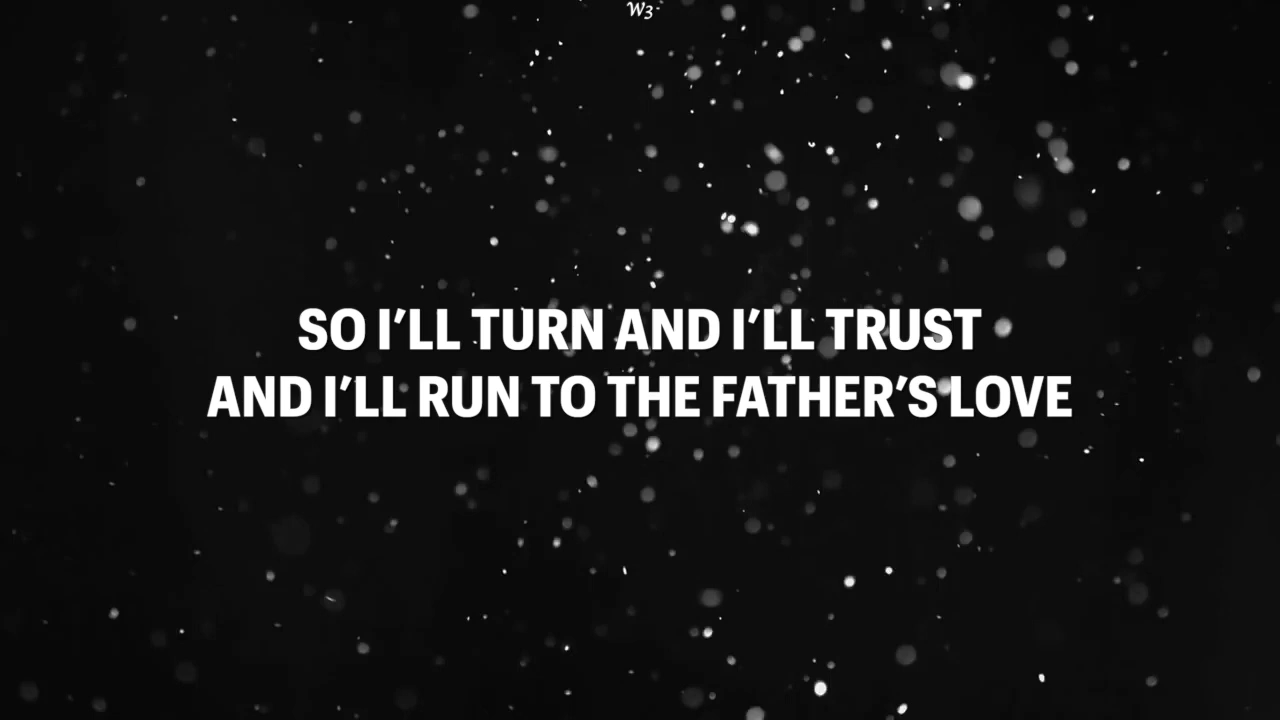 W3
SO I'LL TURN AND I'LL TRUST
AND I'LL RUN TO THE FATHER'S LOVE